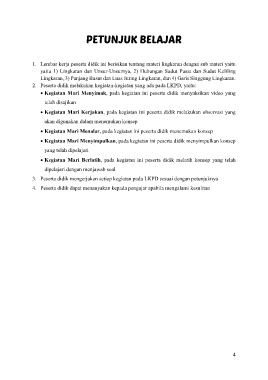 PETUNJUK BELAJAR
1. Lembar kerja peserta didik ini berisikan tentang materi lingkaran dengan sub materi yaitu
yaitu 1) Lingkaran dan Unsur-Unsurnya, 2) Hubungan Sudut Pusat dan Sudut Keliling
Lingkaran, 3) Panjang Busur dan Luas Juring Lingkaran, dan 4) Garis Singgung Lingkaran.
2. Peserta didik melakukan kegiatan-kegiatan yang ada pada LKPD, yaitu:
• Kegiatan Mari Menyimak, pada kegiatan ini peserta didik menyaksikan video yang
telah disajikan
• Kegiatan Mari Kerjakan, pada kegiatan ini peserta didik melakukan observasi yang
akan digunakan dalam menemukan konsep
• Kegiatan Mari Menalar, pada kegiatan ini peserta didik menemukan konsep
• Kegiatan Mari Menyimpulkan, pada kegiatan ini peserta didik menyimpulkan konsep
yang telah dipelajari
• Kegiatan Mari Berlatih, pada kegiatan ini peserta didik melatih konsep yang telah
dipelajari dengan menjawab soal
3. Peserta didik mengerjakan setiap kegiatan pada LKPD sesuai dengan petunjuknya
4. Peserta didik dapat menanyakan kepada pengajar apabila mengalami kesulitan
4